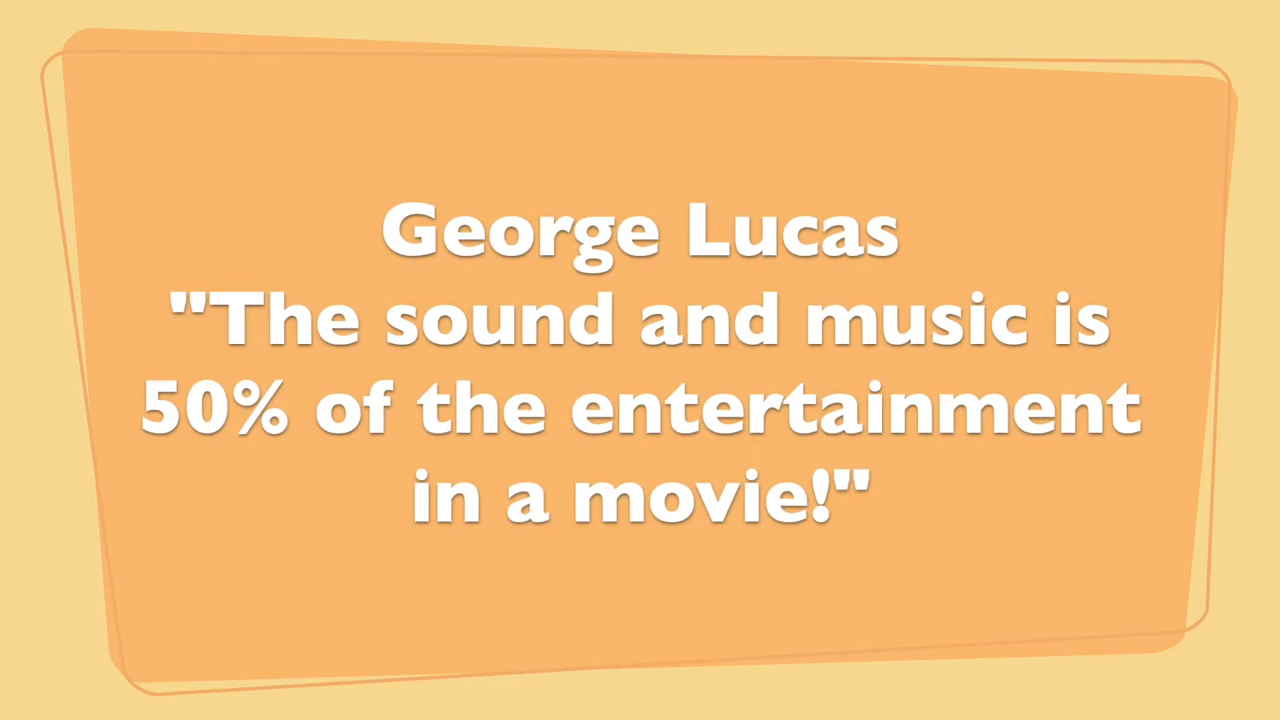 George Lucas
"The sound and music is
50% of the entertainment
in a movie!"